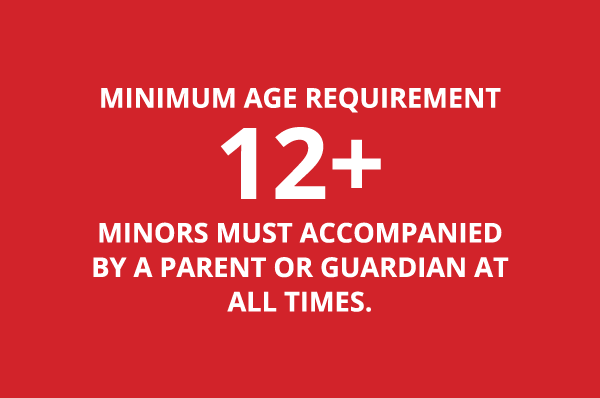 MINIMUM AGE REQUIREMENT
12+
MINORS MUST ACCOMPANIED
BY A PARENT OR GUARDIAN AT
ALL TIMES.